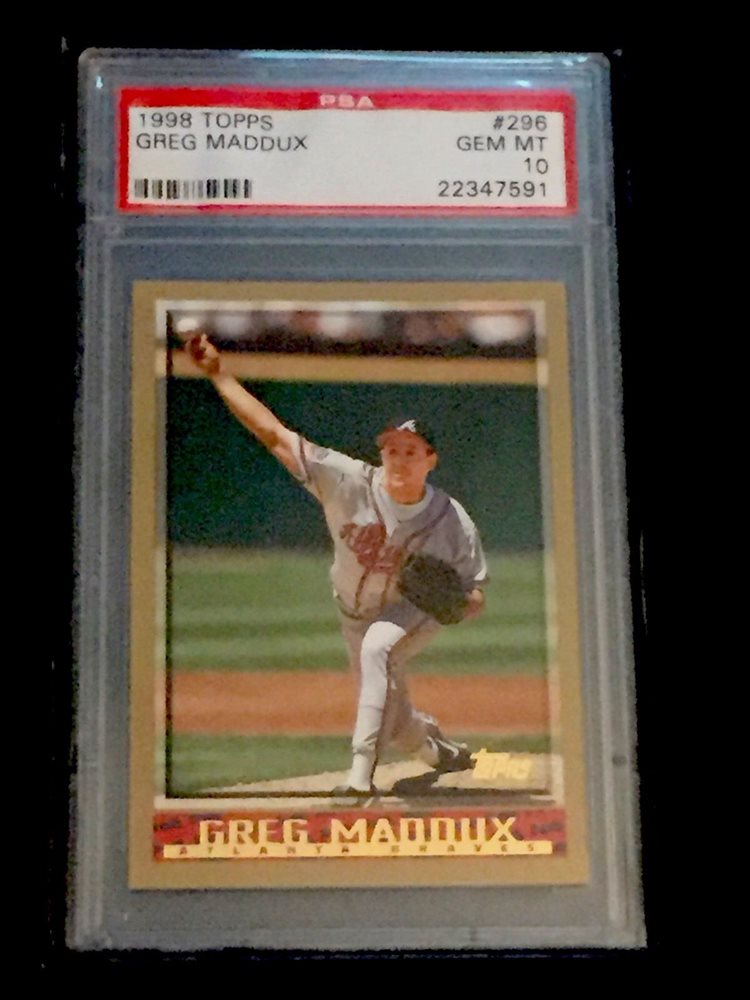 PSA
1998 TOPPS #296
GREG MADDUX GEM MT
10
22347591
A
Topps
GREG MADDUX
ATLANTA BRAVES